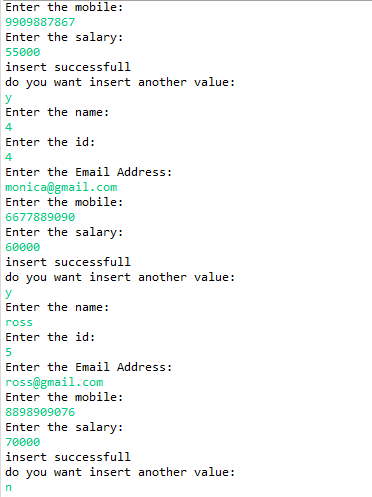 Enter the mobile:
9909887867
Enter the salary:
55000
insert successfull
do you want insert another value:
y
Enter the name:
4
Enter the id:
4
Enter the Email Address:
monica@gmail.com
Enter the mobile:
6677889090
Enter the salary:
60000
insert successfull
do you want insert another value:
y
Enter the name:
ross
Enter the id:
5
Enter the Email Address:
ross@gmail.com
Enter the mobile:
8898909076
Enter the salary:
70000
insert successfull
do you want insert another value:
n